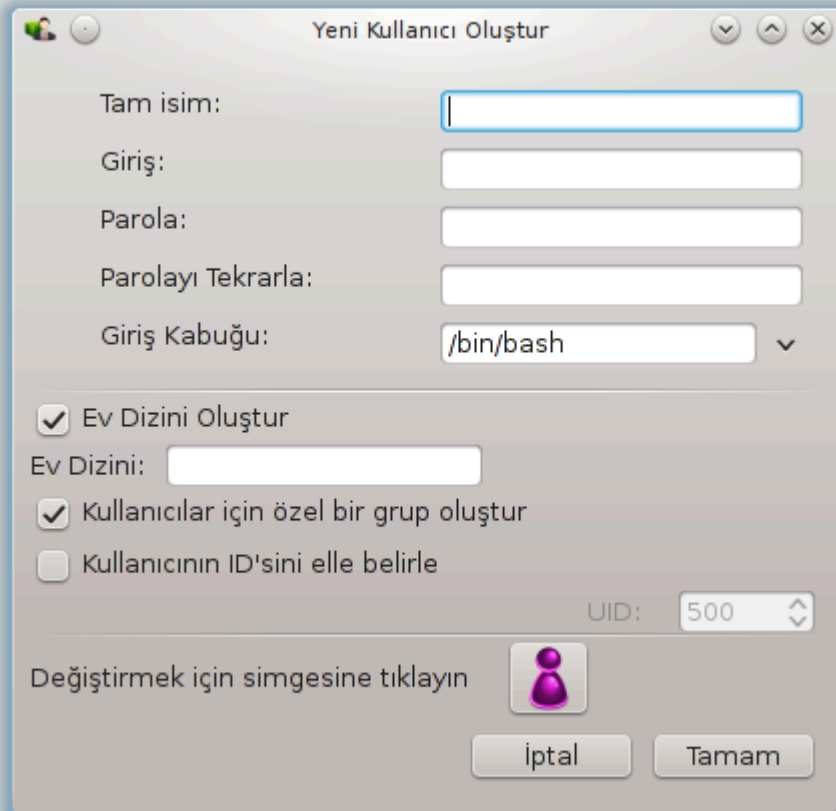 Yeni Kullanıcı Oluştur
Tam isim:
Giriş:
Parola:
Parolayı Tekrarla:
Giriş Kabuğu: /bin/bash
Ev Dizini Oluştur
Ev Dizini:
Kullanıcılar için özel bir grup oluştur
Kullanıcının ID'sini elle belirle
UID: 500
Değiştirmek için simgesine tıklayın
İptal Tamam